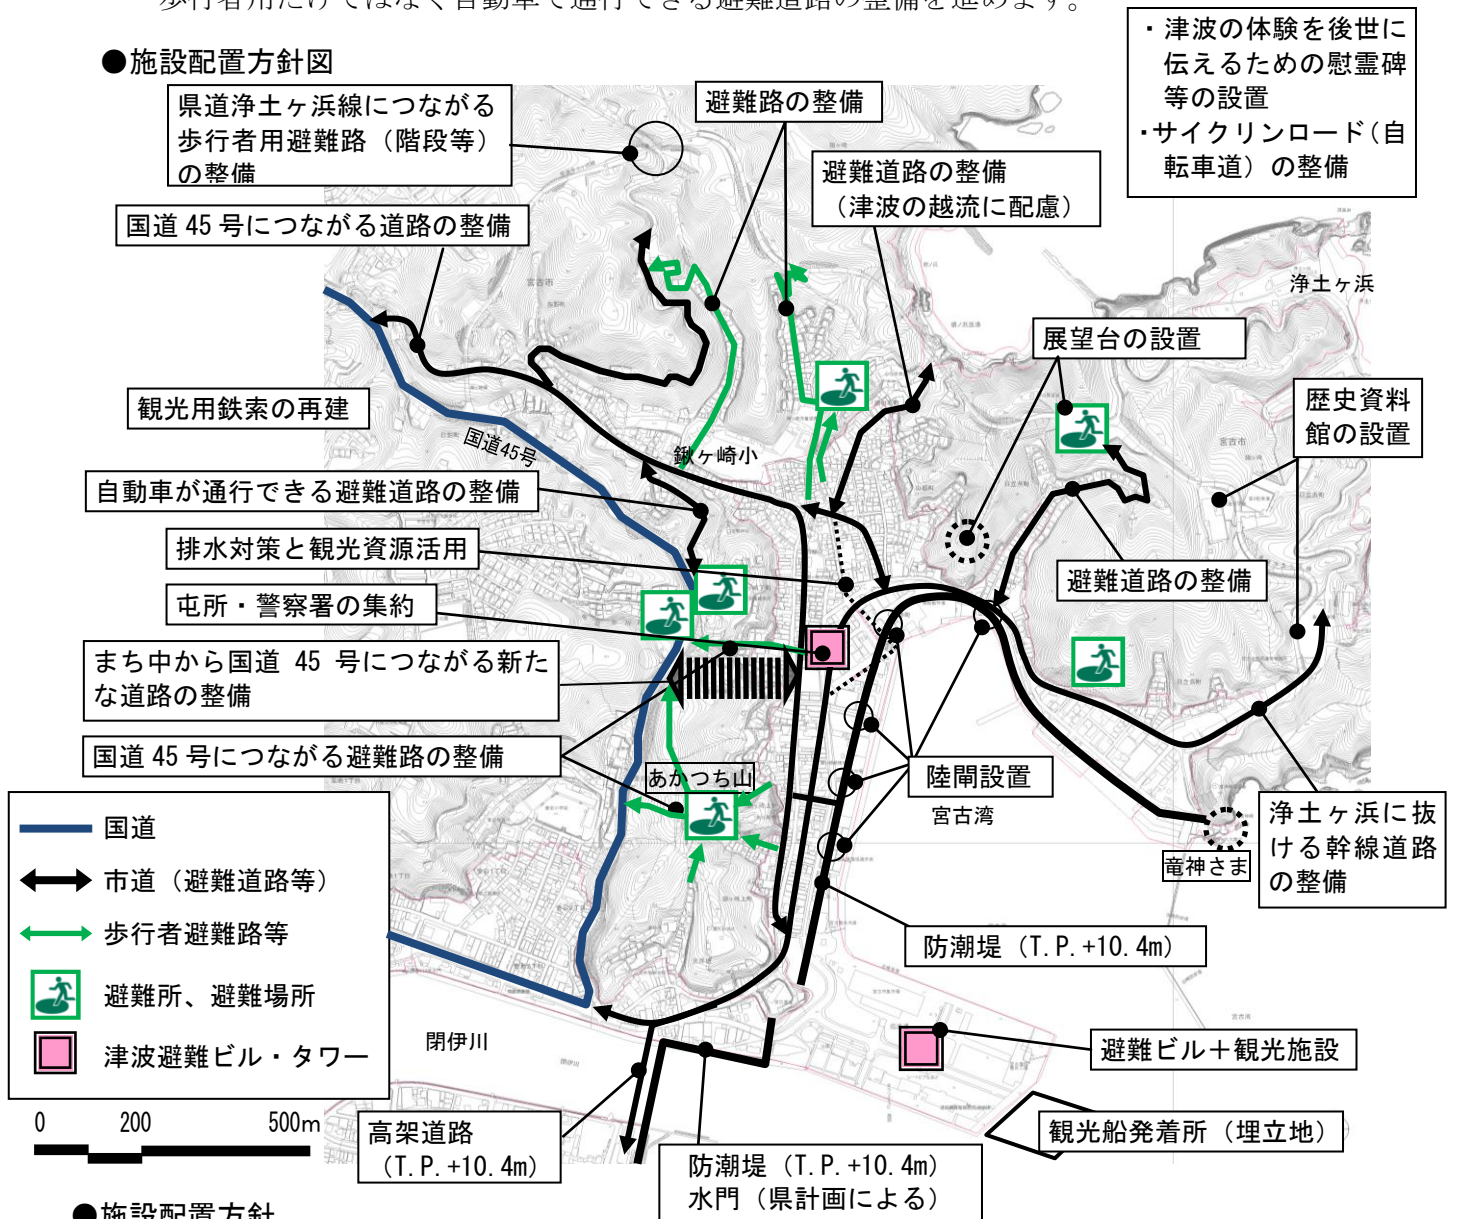 歩行者用だけではなく自動車で通行できる避難道路の整備を進めます。
●施設配置方針図
・津波の体験を後世に
伝えるための慰霊碑
等の設置
・サイクリンロード（自
転車道）の整備
県道浄土ヶ浜線につながる
歩行者用避難路（階段等）
の整備
避難路の整備
避難道路の整備
（津波の越流に配慮）
国道 45 号につながる道路の整備
浄土ヶ浜
展望台の設置
観光用鉄索の再建
歴史資料
館の設置
国道45号
鍬ヶ崎小
自動車が通行できる避難道路の整備
排水対策と観光資源活用
避難道路の整備
屯所・警察署の集約
まち中から国道 45 号につながる新た
な道路の整備
国道 45 号につながる避難路の整備
あかつち山
陸閘設置
宮古湾
浄土ヶ浜に抜
ける幹線道路
の整備
竜神さま
国道
市道（避難道路等）
歩行者避難路等
避難所、避難場所
津波避難ビル・タワー
防潮堤（T.P.+10.4m）
閉伊川
避難ビル＋観光施設
0 200 500m
高架道路
（T.P.+10.4m）
観光船発着所（埋立地）
防潮堤（T.P.+10.4m）
水門（県計画による）
●施設配置方針